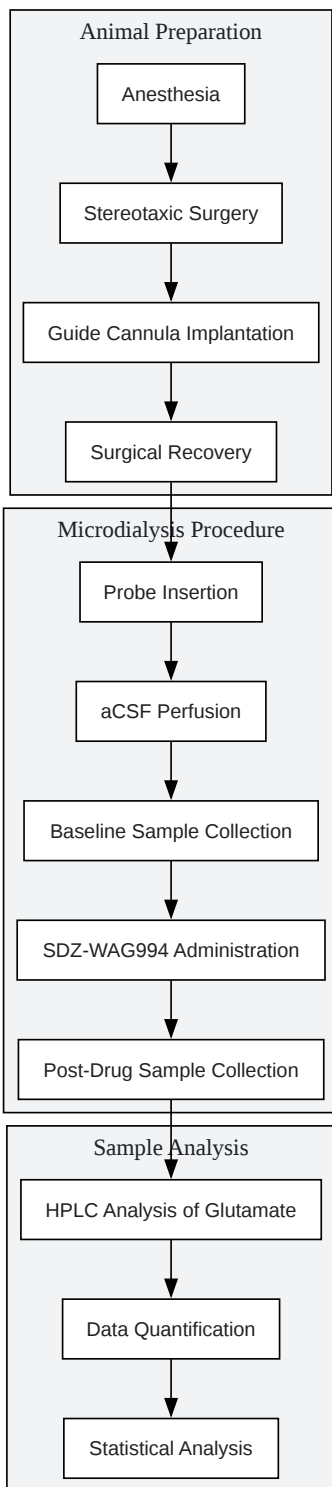 Animal Preparation
Anesthesia
Stereotaxic Surgery
Guide Cannula Implantation
Surgical Recovery
Microdialysis Procedure
Probe Insertion
aCSF Perfusion
Baseline Sample Collection
SDZ-WAG994 Administration
Post-Drug Sample Collection
Sample Analysis
HPLC Analysis of Glutamate
Data Quantification
Statistical Analysis